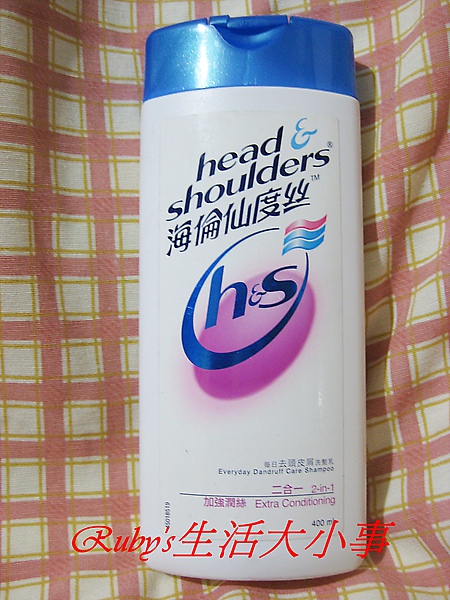 head &
shoulders®
海倫仙度丝™
h&s
每日去頭皮屑洗髮乳
Everyday Dandruff Care Shampoo
二合一 2-in-1
加強潤絲 Extra Conditioning
400 ml
Ruby's生活大小事